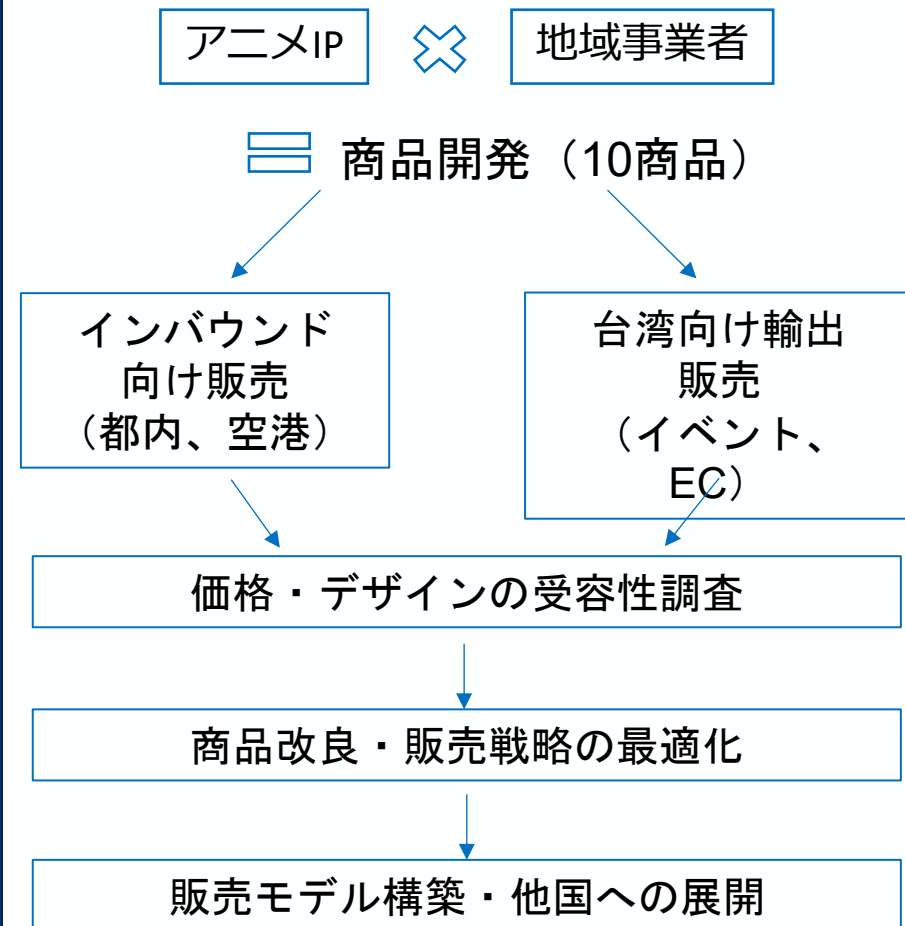 アニメIP
地域事業者
商品開発（10商品）
インバウンド
向け販売
（都内、空港）
台湾向け輸出
販売
（イベント、
EC）
価格・デザインの受容性調査
商品改良・販売戦略の最適化
販売モデル構築・他国への展開